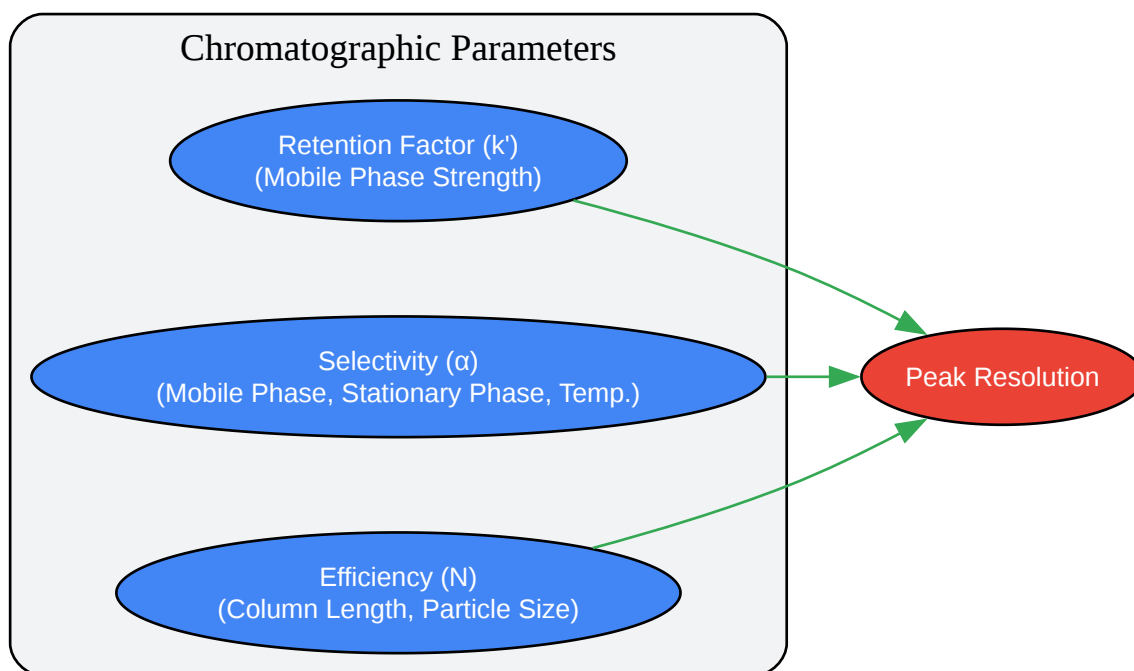 Chromatographic Parameters
Retention Factor (k')
(Mobile Phase Strength)
Selectivity (α)
(Mobile Phase, Stationary Phase, Temp.)
Peak Resolution
Efficiency (N)
(Column Length, Particle Size)